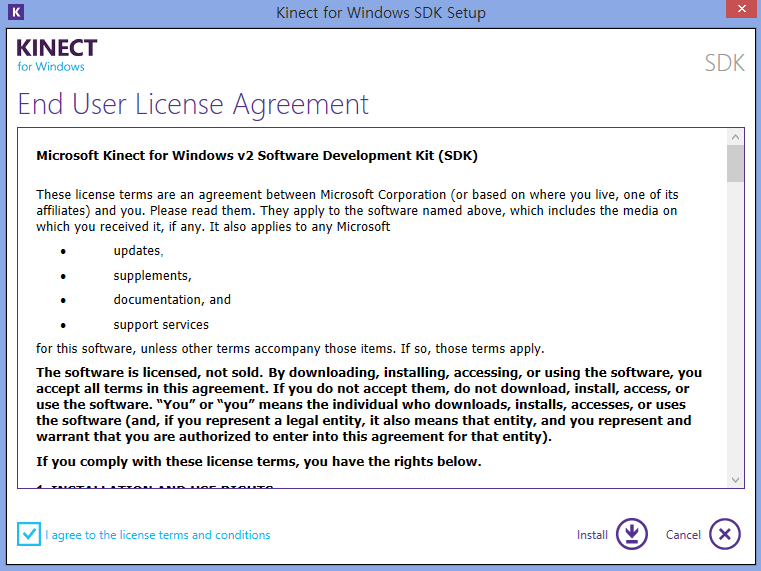 K
Kinect for Windows SDK Setup
KINECT
for Windows
SDK
End User License Agreement
Microsoft Kinect for Windows v2 Software Development Kit (SDK)
These license terms are an agreement between Microsoft Corporation (or based on where you live, one of its
affiliates) and you. Please read them. They apply to the software named above, which includes the media on
which you received it, if any. It also applies to any Microsoft
• updates,
• supplements,
• documentation, and
• support services
for this software, unless other terms accompany those items. If so, those terms apply.
The software is licensed, not sold. By downloading, installing, accessing, or using the software, you
accept all terms in this agreement. If you do not accept them, do not download, install, access, or
use the software. “You” or “you” means the individual who downloads, installs, accesses, or uses
the software (and, if you represent a legal entity, it also means that entity, and you represent and
warrant that you are authorized to enter into this agreement for that entity).
If you comply with these license terms, you have the rights below.
1. INSTALLATION AND USE RIGHTS
I agree to the license terms and conditions
Install
Cancel